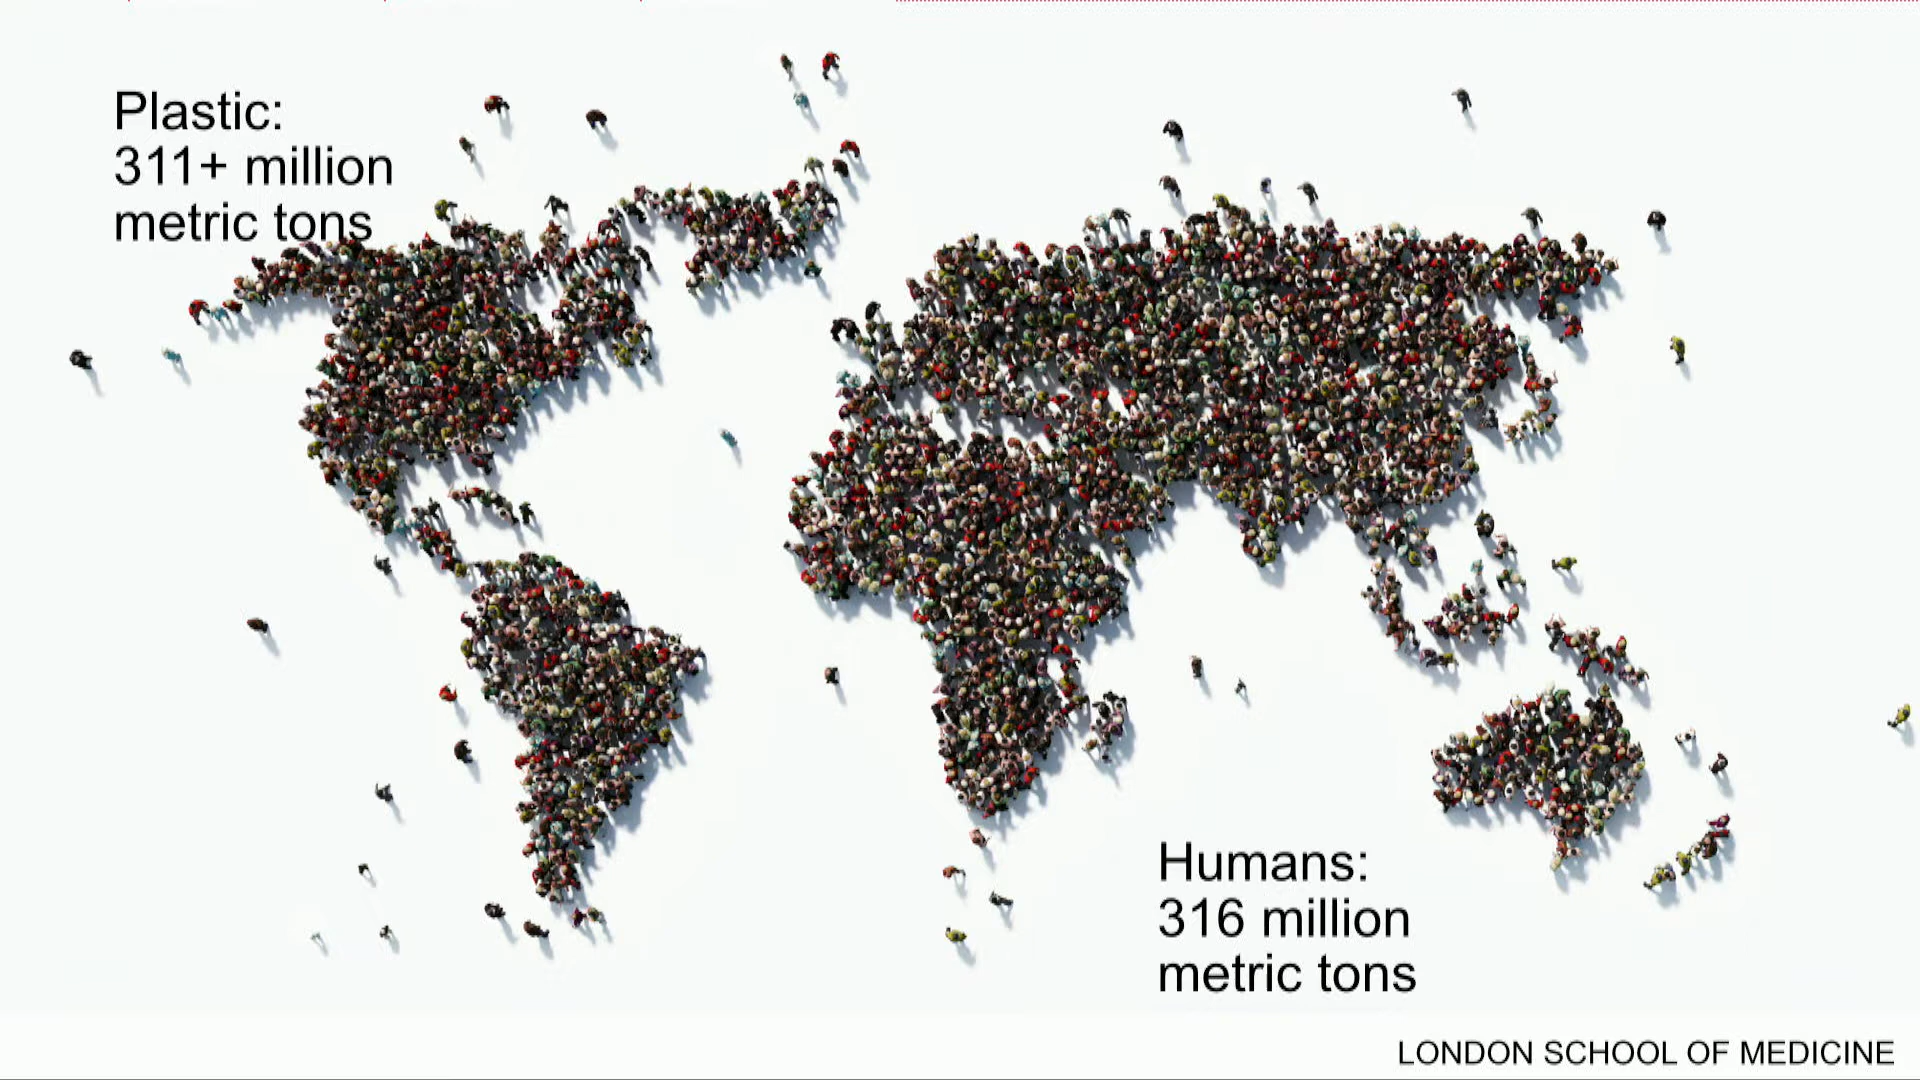 Plastic:
311+ million
metric tons
Humans:
316 million
metric tons
LONDON SCHOOL OF MEDICINE